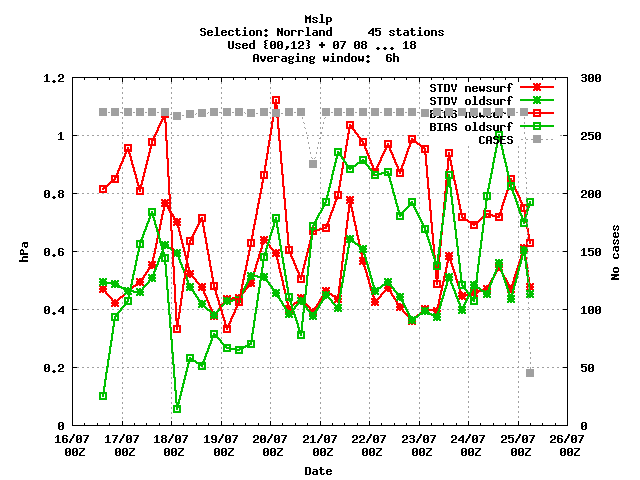 Mslp
Selection: Norrland 45 stations
Used {00,12} + 07 08 ... 18
Averaging window: 6h
1.2
1
0.8
0.6
0.4
0.2
0
hPa
300
250
200
150
100
50
0
No cases
STDV newsurf
STDV oldsurf
BIAS newsurf
BIAS oldsurf
CASES
16/07 17/07 18/07 19/07 20/07 21/07 22/07 23/07 24/07 25/07 26/07
00Z 00Z 00Z 00Z 00Z 00Z 00Z 00Z 00Z 00Z 00Z
Date